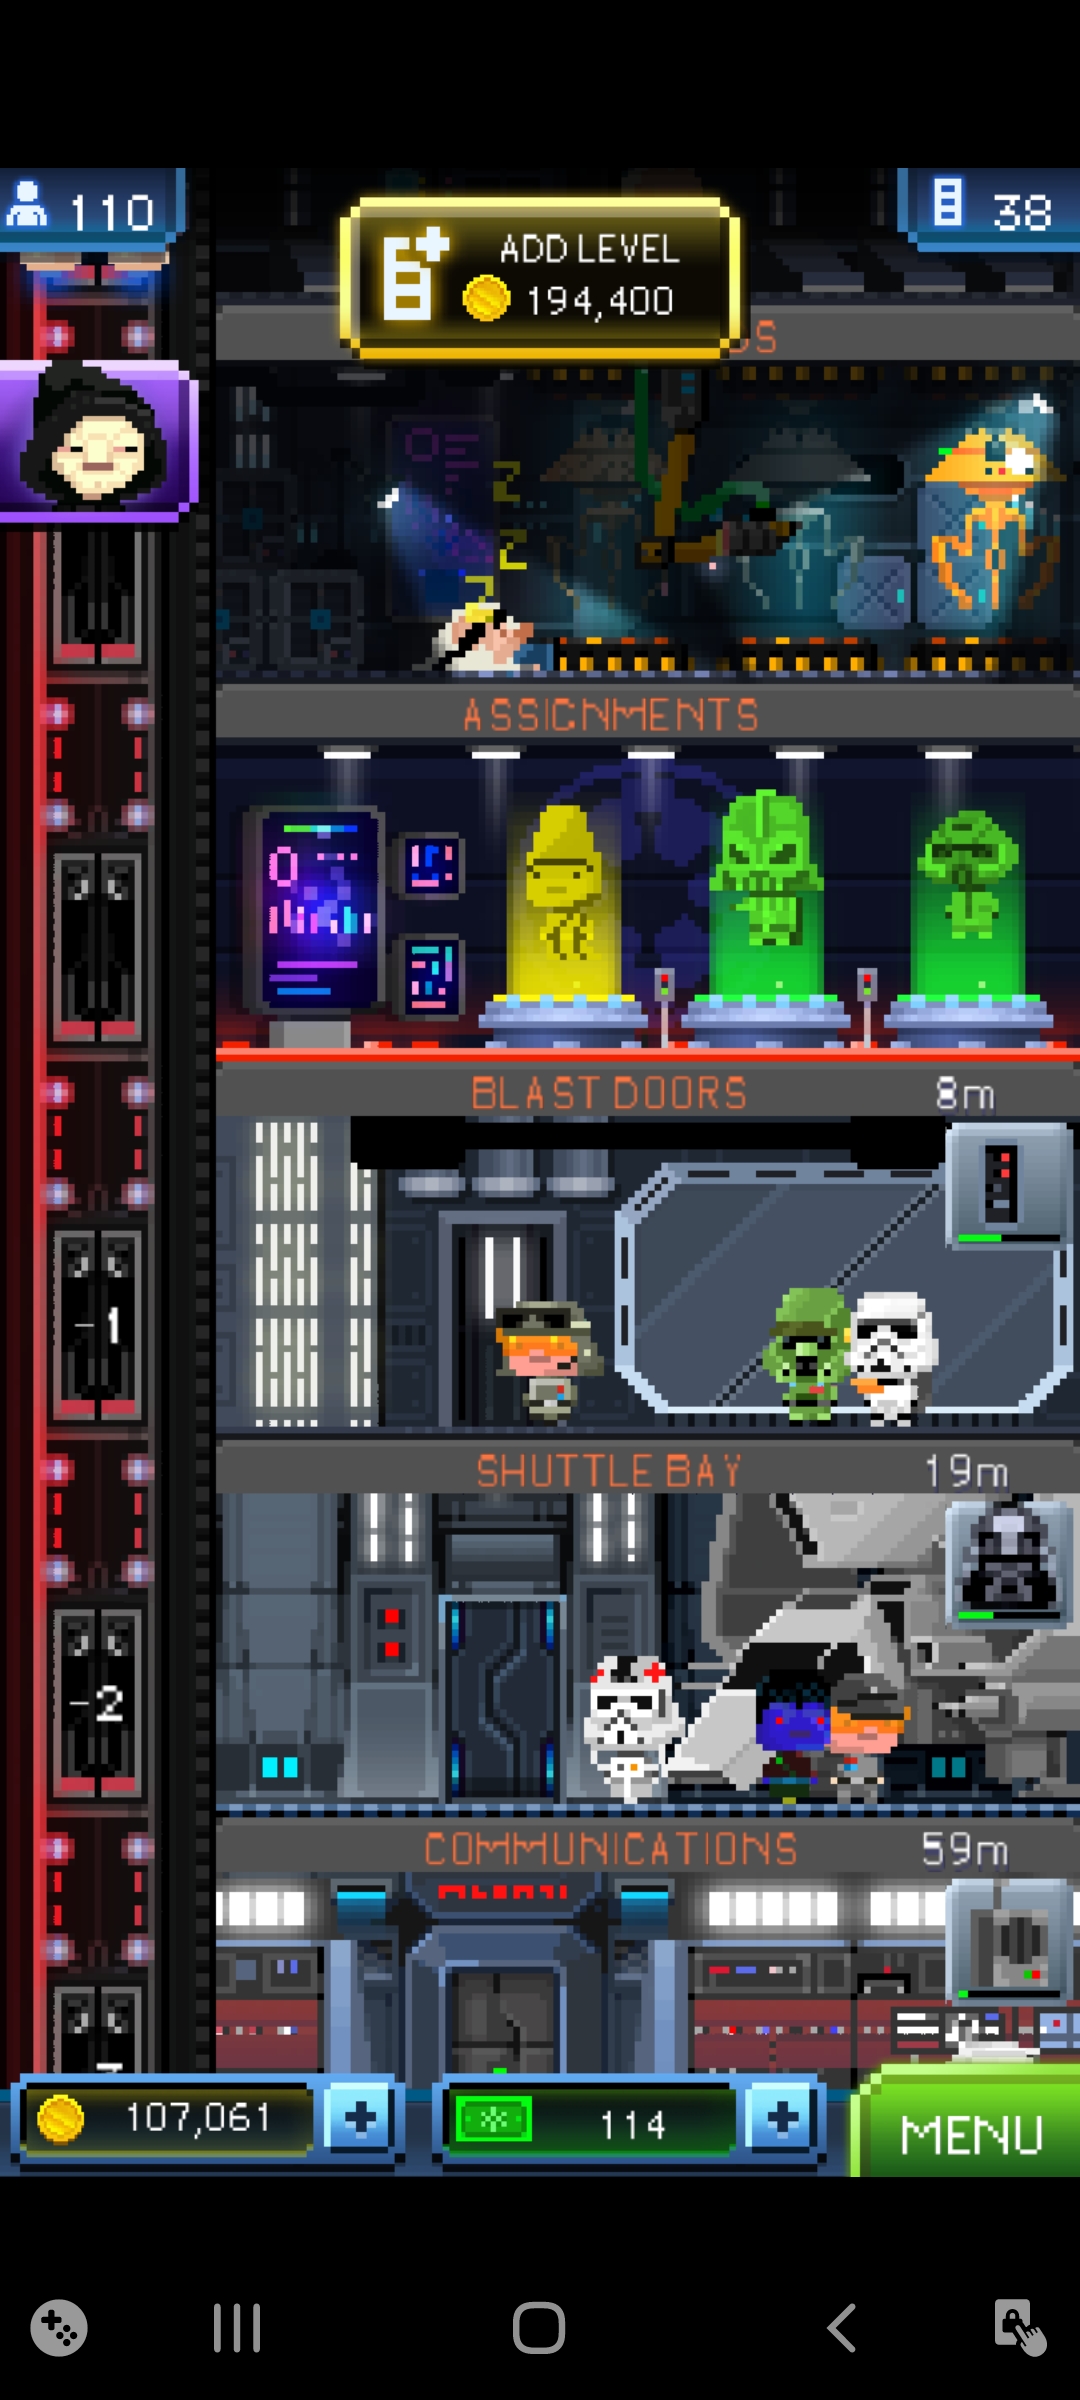 110
ADD LEVEL
194,400
38
DS
Z
Z
Z
ASSIGNMENTS
BLAST DOORS 8m
-1
SHUTTLE BAY 19m
-2
COMMUNICATIONS 59m
107,061
114
MENU